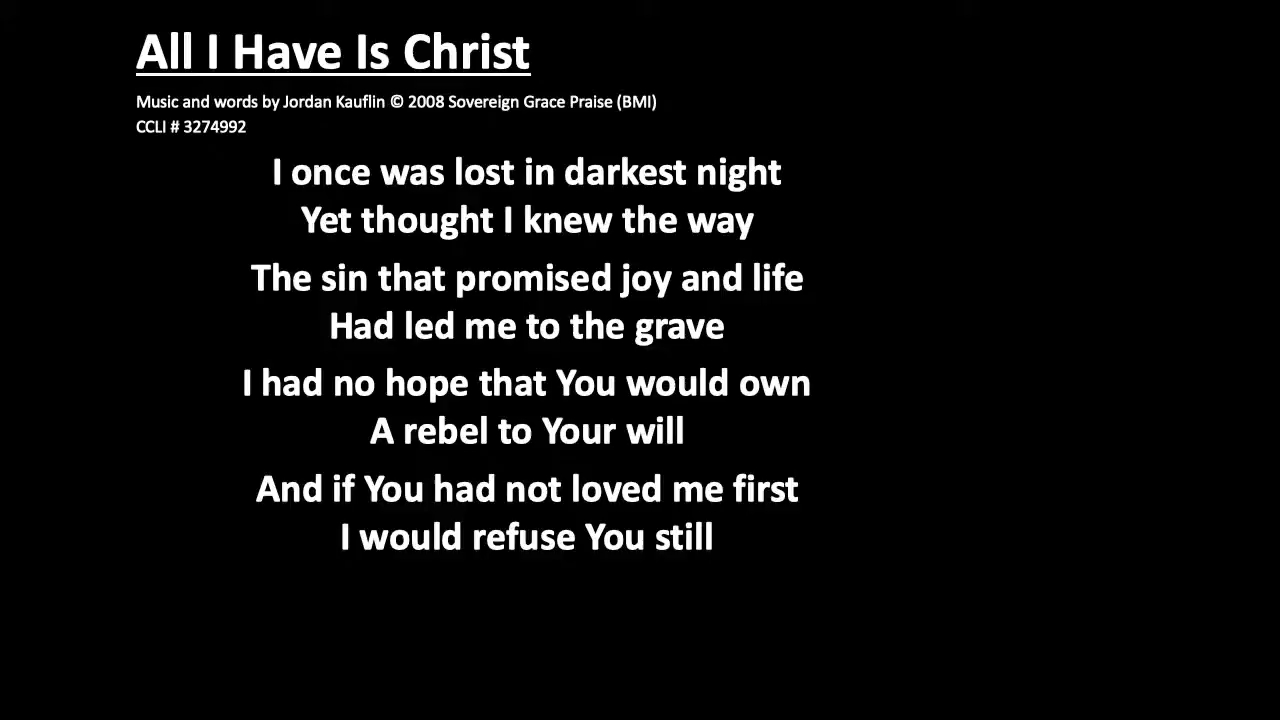 All I Have Is Christ
Music and words by Jordan Kauflin © 2008 Sovereign Grace Praise (BMI)
CCLI # 3274992
I once was lost in darkest night
Yet thought I knew the way
The sin that promised joy and life
Had led me to the grave
I had no hope that You would own
A rebel to Your will
And if You had not loved me first
I would refuse You still